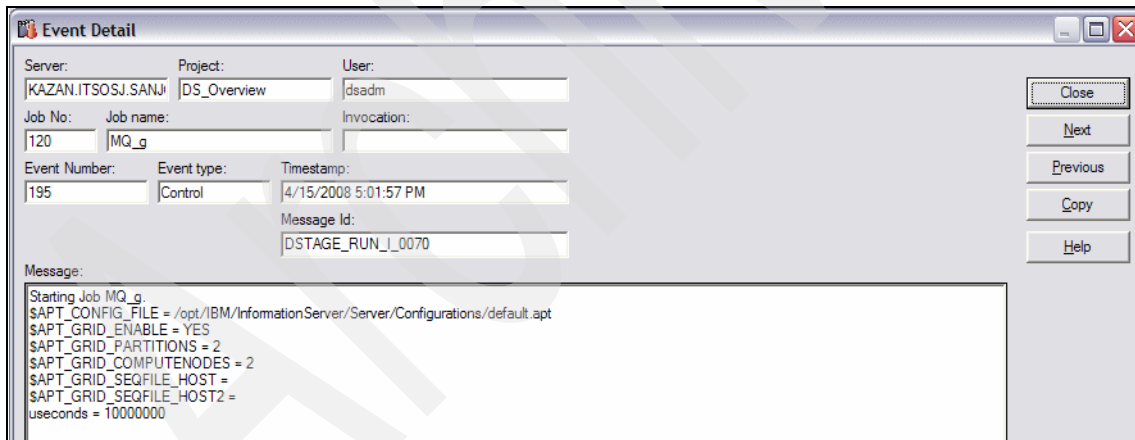 Event Detail
Server: Project: User:
KAZAN.ITSOSJ.SANJ DS_Overview dsadm
Close
Job No: Job name: Invocation:
120 MQ_g
Next
Event Number: Event type: Timestamp:
195 Control 4/15/2008 5:01:57 PM
Previous
Message Id:
Copy
DSTAGE_RUN_I_0070
Help
Message:
Starting Job MQ_g.
$APT_CONFIG_FILE = /opt/IBM/InformationServer/Server/Configurations/default.apt
$APT_GRID_ENABLE = YES
$APT_GRID_PARTITIONS = 2
$APT_GRID_COMPUTENODES = 2
$APT_GRID_SEQFILE_HOST =
$APT_GRID_SEQFILE_HOST2 =
useconds = 10000000